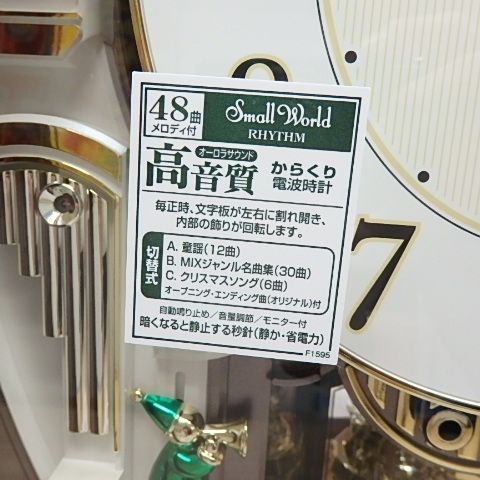 8
7
48曲
メロディ付
Small World
RHYTHM
オーロラサウンド
高音質
からくり
電波時計
毎正時、文字板が左右に割れ開き、
内部の飾りが回転します。
切替式
A. 童謡(12曲)
B. MIXジャンル名曲集(30曲)
C. クリスマスソング(6曲)
オープニング・エンディング曲(オリジナル)付
自動鳴り止め/音量調節/モニター付
暗くなると静止する秒針(静か・省電力)
F1595